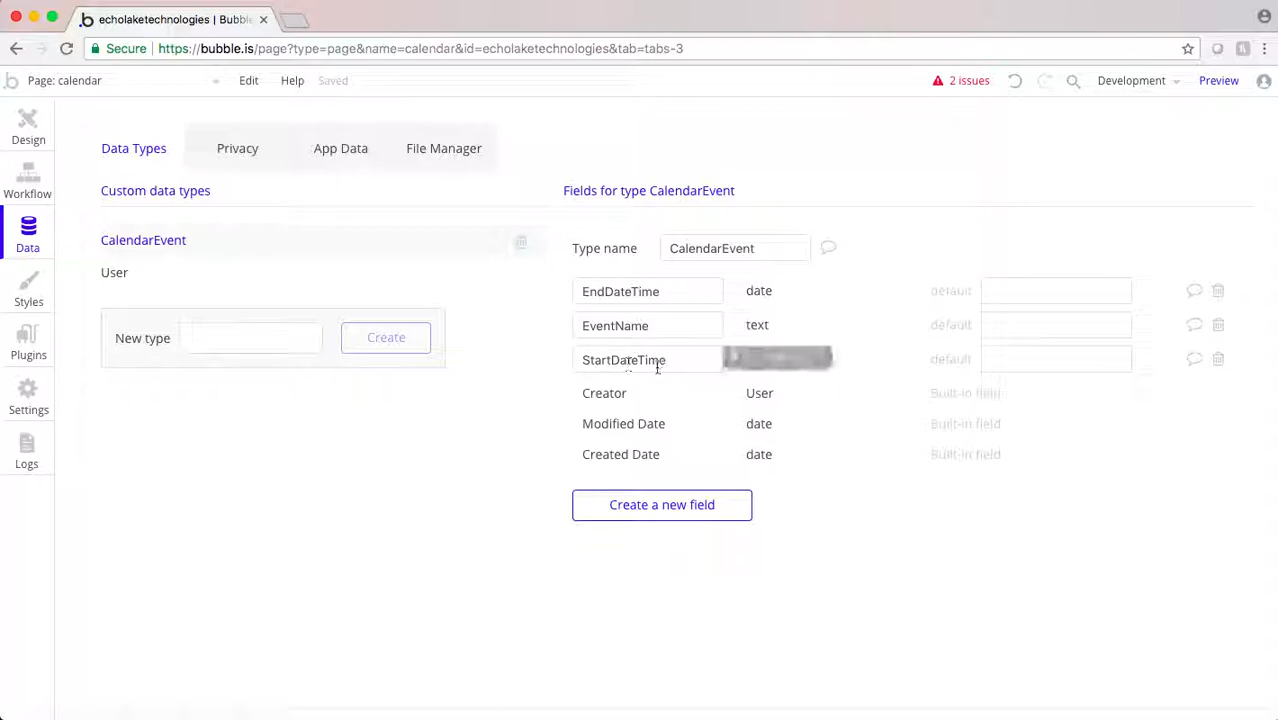 echolaketechnologies | Bubble
Secure https://bubble.is/page?type=page&name=calendar&id=echolaketechnologies&tab=tabs-3
Page: calendar Edit Help Saved 2 issues Development Preview
Design
Workflow
Data
Styles
Plugins
Settings
Logs
Data Types Privacy App Data File Manager
Custom data types
CalendarEvent
User
New type Create
Fields for type CalendarEvent
Type name CalendarEvent
EndDateTime date default
EventName text default
StartDateTime default
Creator User Built-in field
Modified Date date Built-in field
Created Date date Built-in field
Create a new field